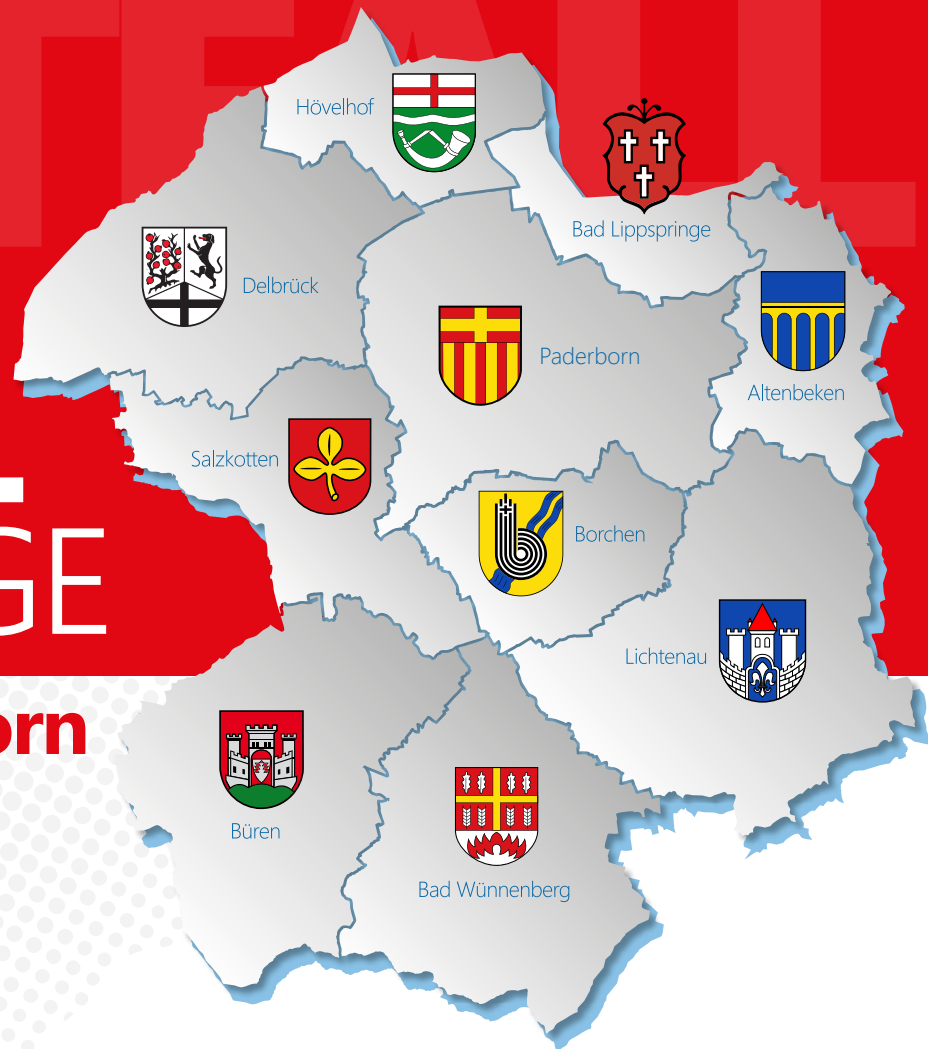 Hövelhof
Bad Lippspringe
Delbrück
Paderborn
Altenbeken
Salzkotten
Borchen
GE
Lichtenau
orn
Büren
Bad Wünnenberg